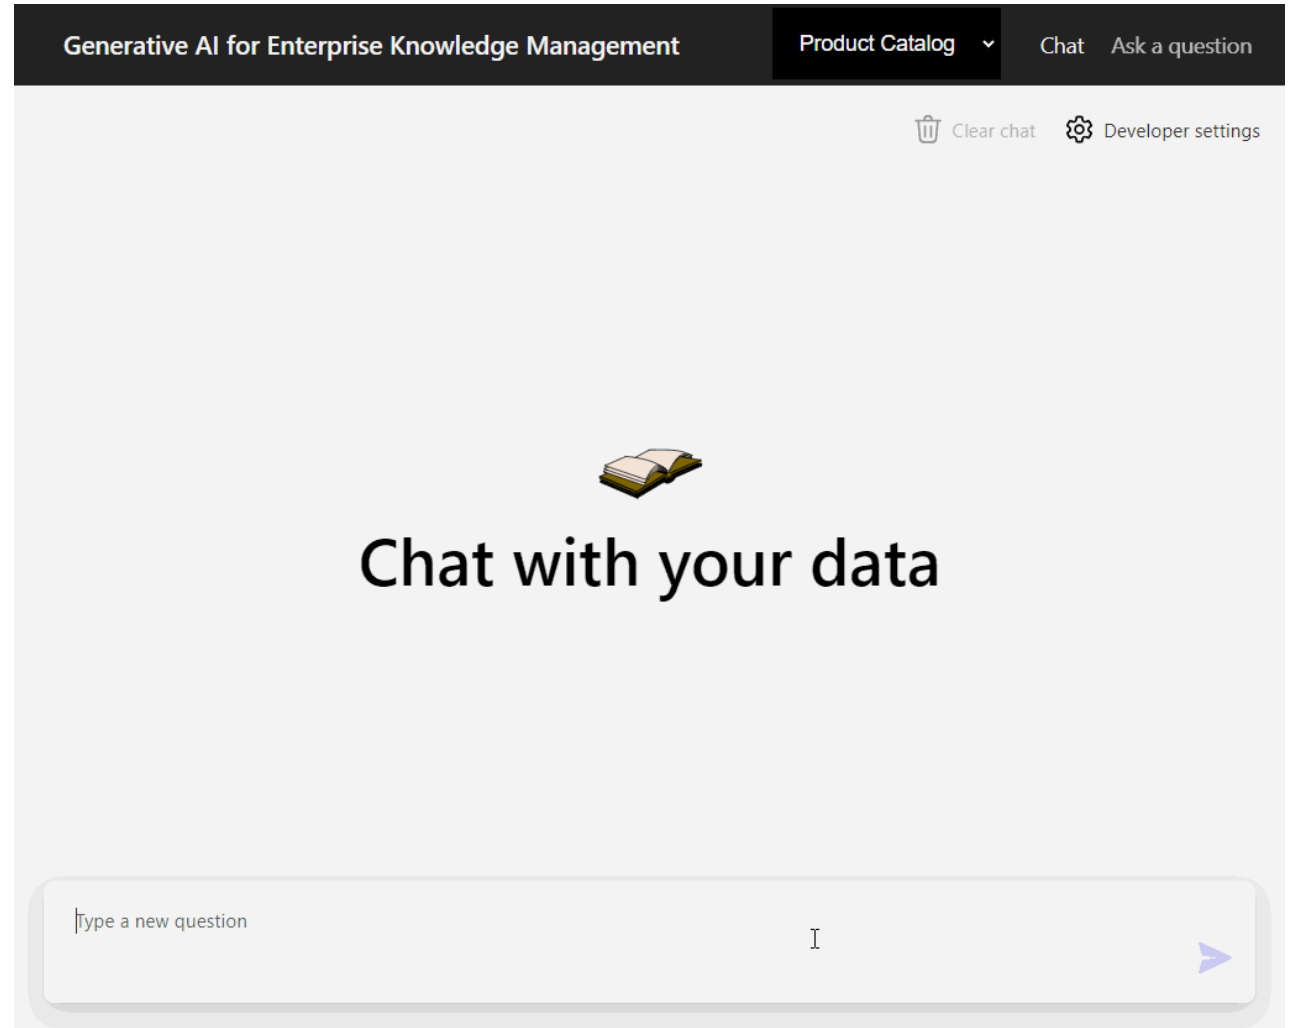 Generative AI for Enterprise Knowledge Management
Product Catalog
Chat
Ask a question
Clear chat
Developer settings
Chat with your data
Type a new question